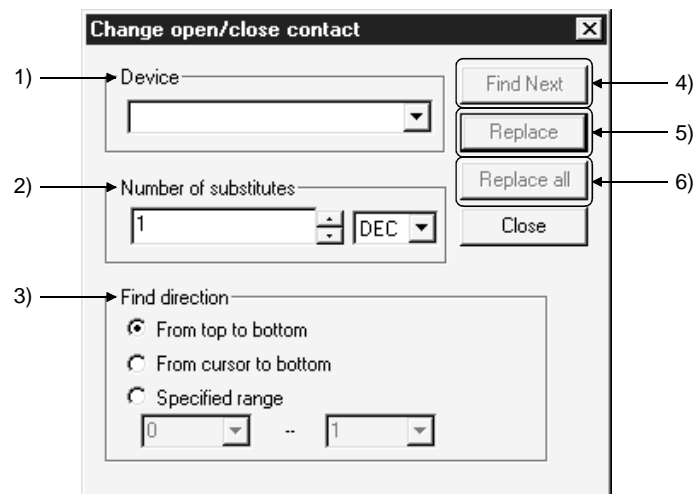 Change open/close contact
1) Device Find Next 4)
Replace 5)
2) Number of substitutes Replace all 6)
1 DEC Close
3) Find direction
From top to bottom
From cursor to bottom
Specified range
0 -- 1